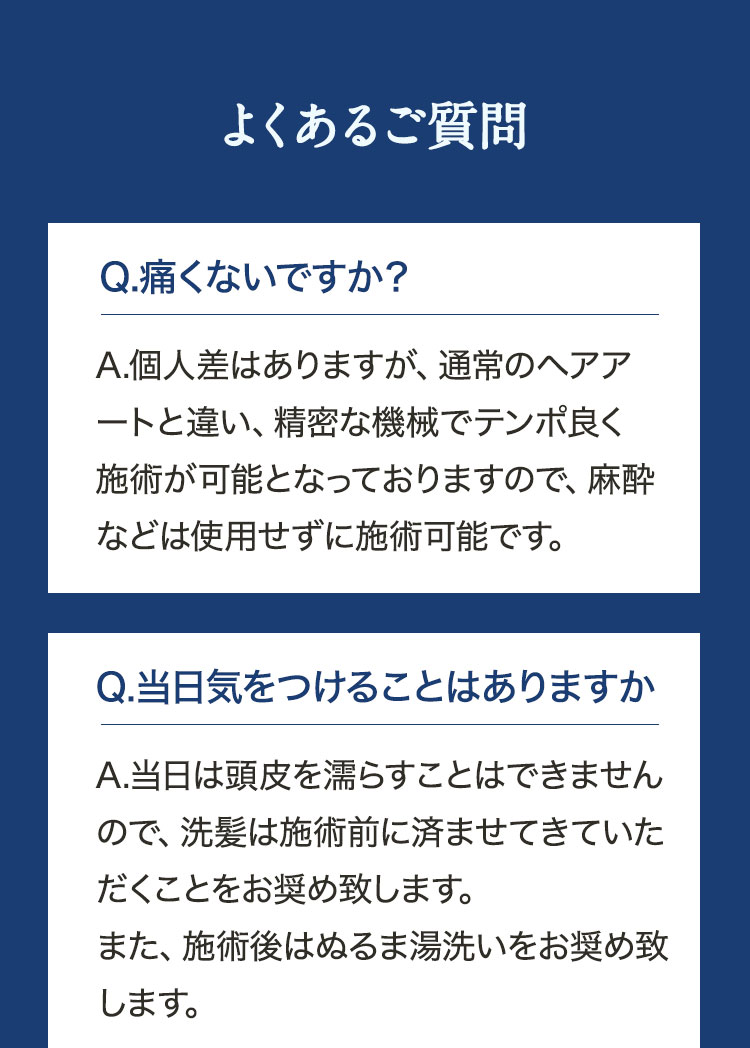 よくあるご質問
Q.痛くないですか？
A.個人差はありますが、通常のヘアア
ートと違い、精密な機械でテンポ良く
施術が可能となっておりますので、麻酔
などは使用せずに施術可能です。
Q.当日気をつけることはありますか
A.当日は頭皮を濡らすことはできません
ので、洗髪は施術前に済ませてきていた
だくことをお奨め致します。
また、施術後はぬるま湯洗いをお奨め致
します。